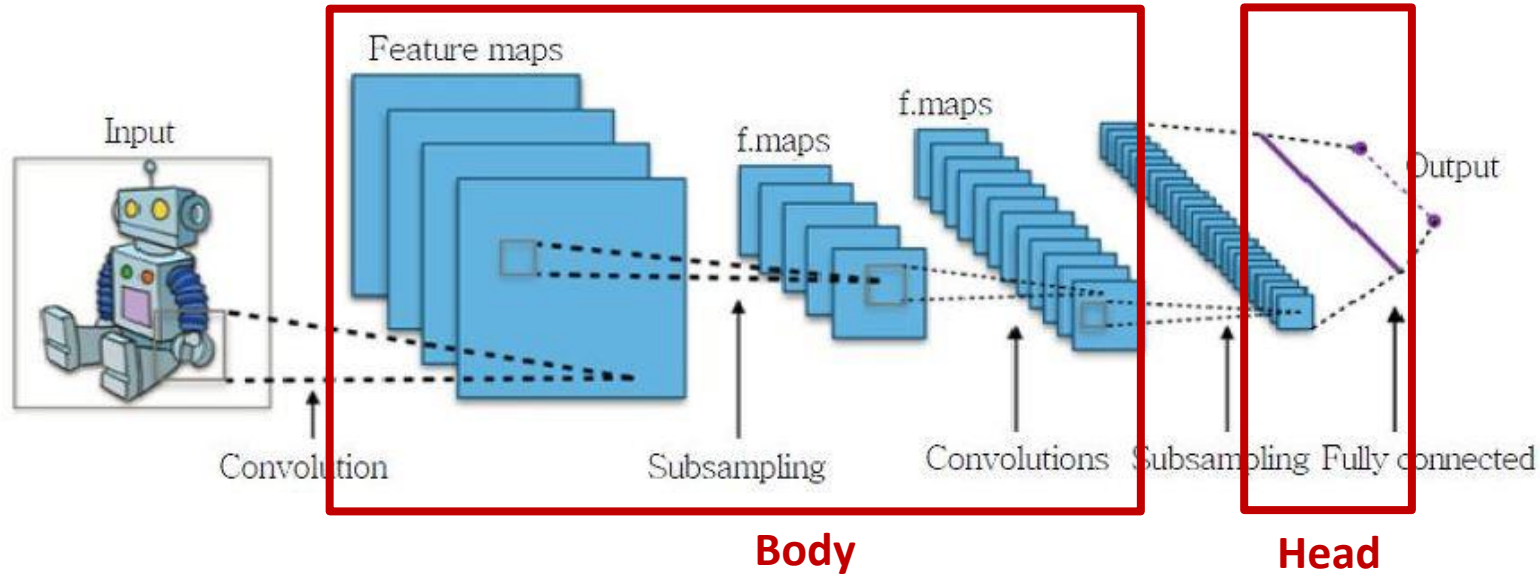 Feature maps
f.maps
Input
f.maps
Output
Convolution
Subsampling
Convolutions
Subsampling
Fully connected
Body
Head